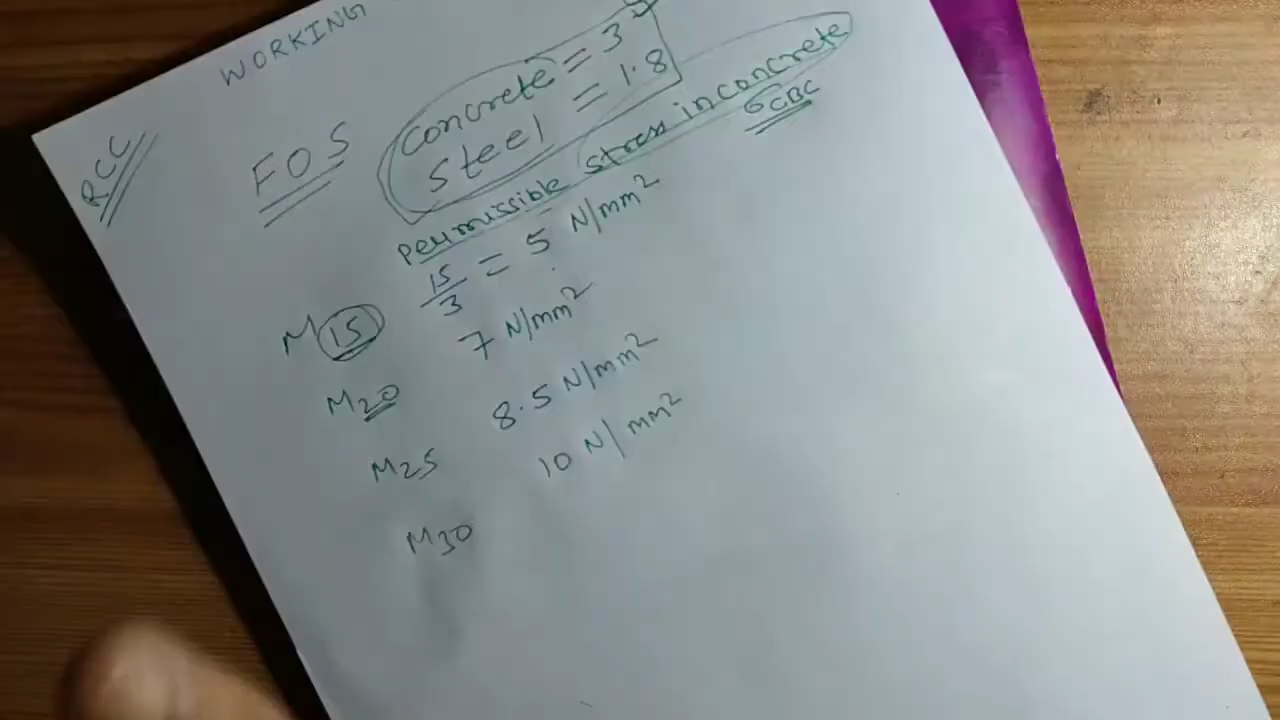 WORKING
RCC
FOS
concrete = 3
steel = 1.8
permissible stress in concrete
σCBC
M15 15/3 = 5 N/mm²
M20 7 N/mm²
M25 8.5 N/mm²
M30 10 N/mm²